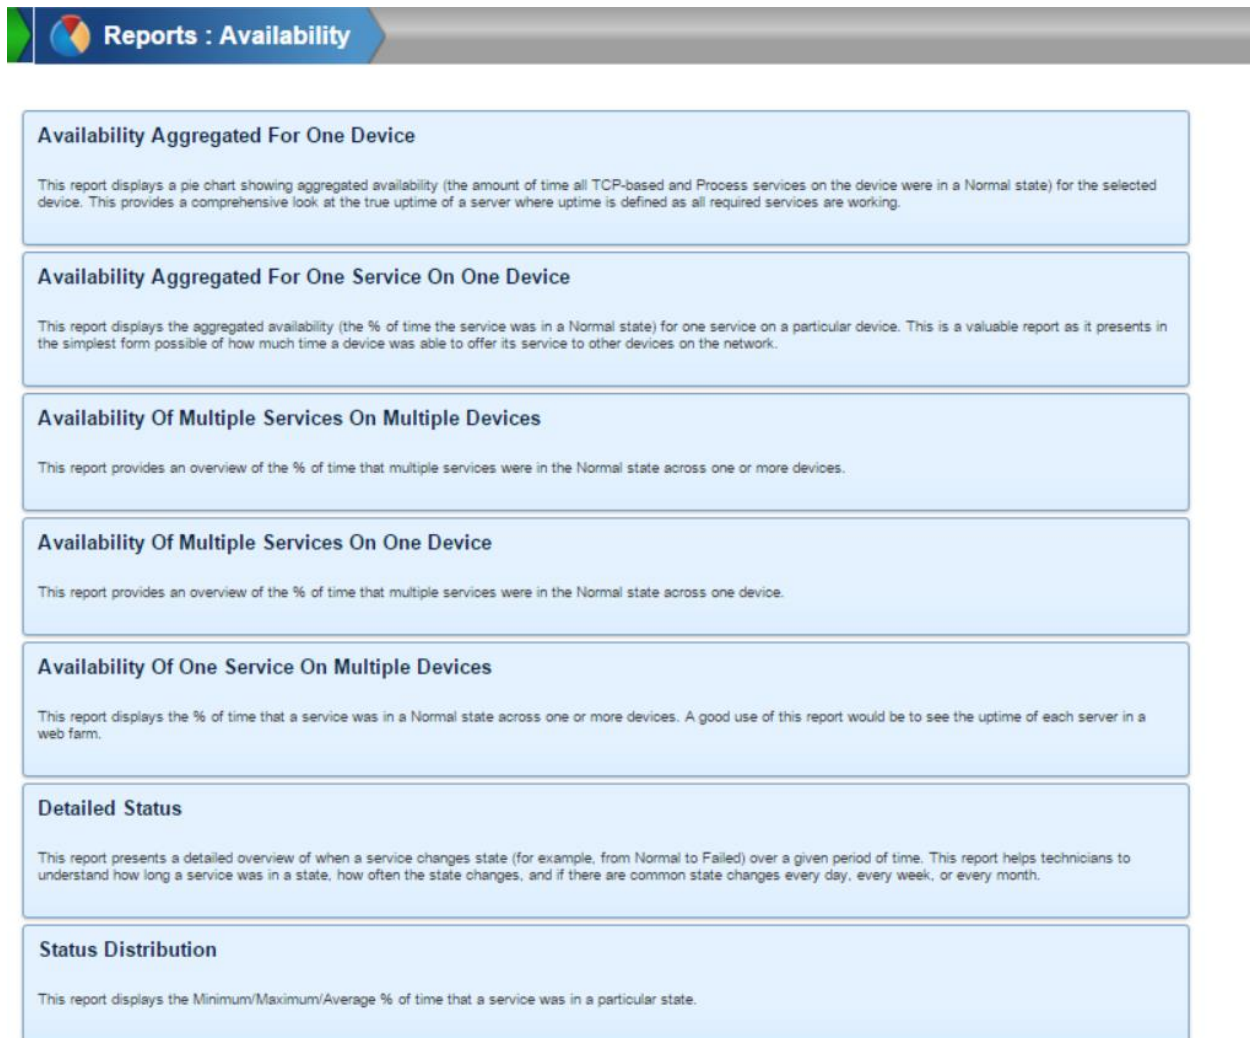 Reports : Availability
Availability Aggregated For One Device
This report displays a pie chart showing aggregated availability (the amount of time all TCP-based and Process services on the device were in a Normal state) for the selected
device. This provides a comprehensive look at the true uptime of a server where uptime is defined as all required services are working.
Availability Aggregated For One Service On One Device
This report displays the aggregated availability (the % of time the service was in a Normal state) for one service on a particular device. This is a valuable report as it presents in
the simplest form possible of how much time a device was able to offer its service to other devices on the network.
Availability Of Multiple Services On Multiple Devices
This report provides an overview of the % of time that multiple services were in the Normal state across one or more devices.
Availability Of Multiple Services On One Device
This report provides an overview of the % of time that multiple services were in the Normal state across one device.
Availability Of One Service On Multiple Devices
This report displays the % of time that a service was in a Normal state across one or more devices. A good use of this report would be to see the uptime of each server in a
web farm.
Detailed Status
This report presents a detailed overview of when a service changes state (for example, from Normal to Failed) over a given period of time. This report helps technicians to
understand how long a service was in a state, how often the state changes, and if there are common state changes every day, every week, or every month.
Status Distribution
This report displays the Minimum/Maximum/Average % of time that a service was in a particular state.